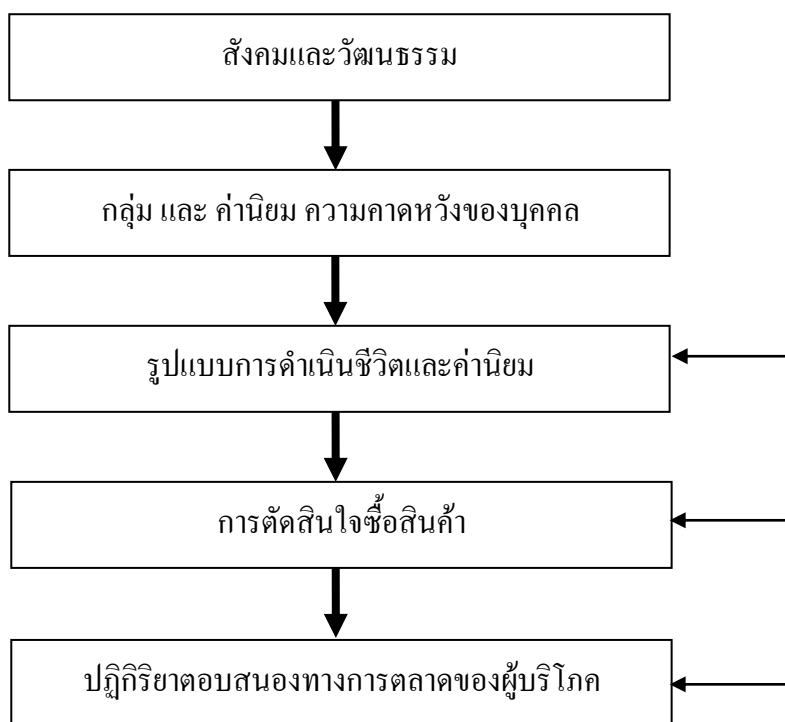 สังคมและวัฒนธรรม
กลุ่ม และ ค่านิยม ความคาดหวังของบุคคล
รูปแบบการดำเนินชีวิตและค่านิยม
การตัดสินใจซื้อสินค้า
ปฏิกิริยาตอบสนองทางการตลาดของผู้บริโภค